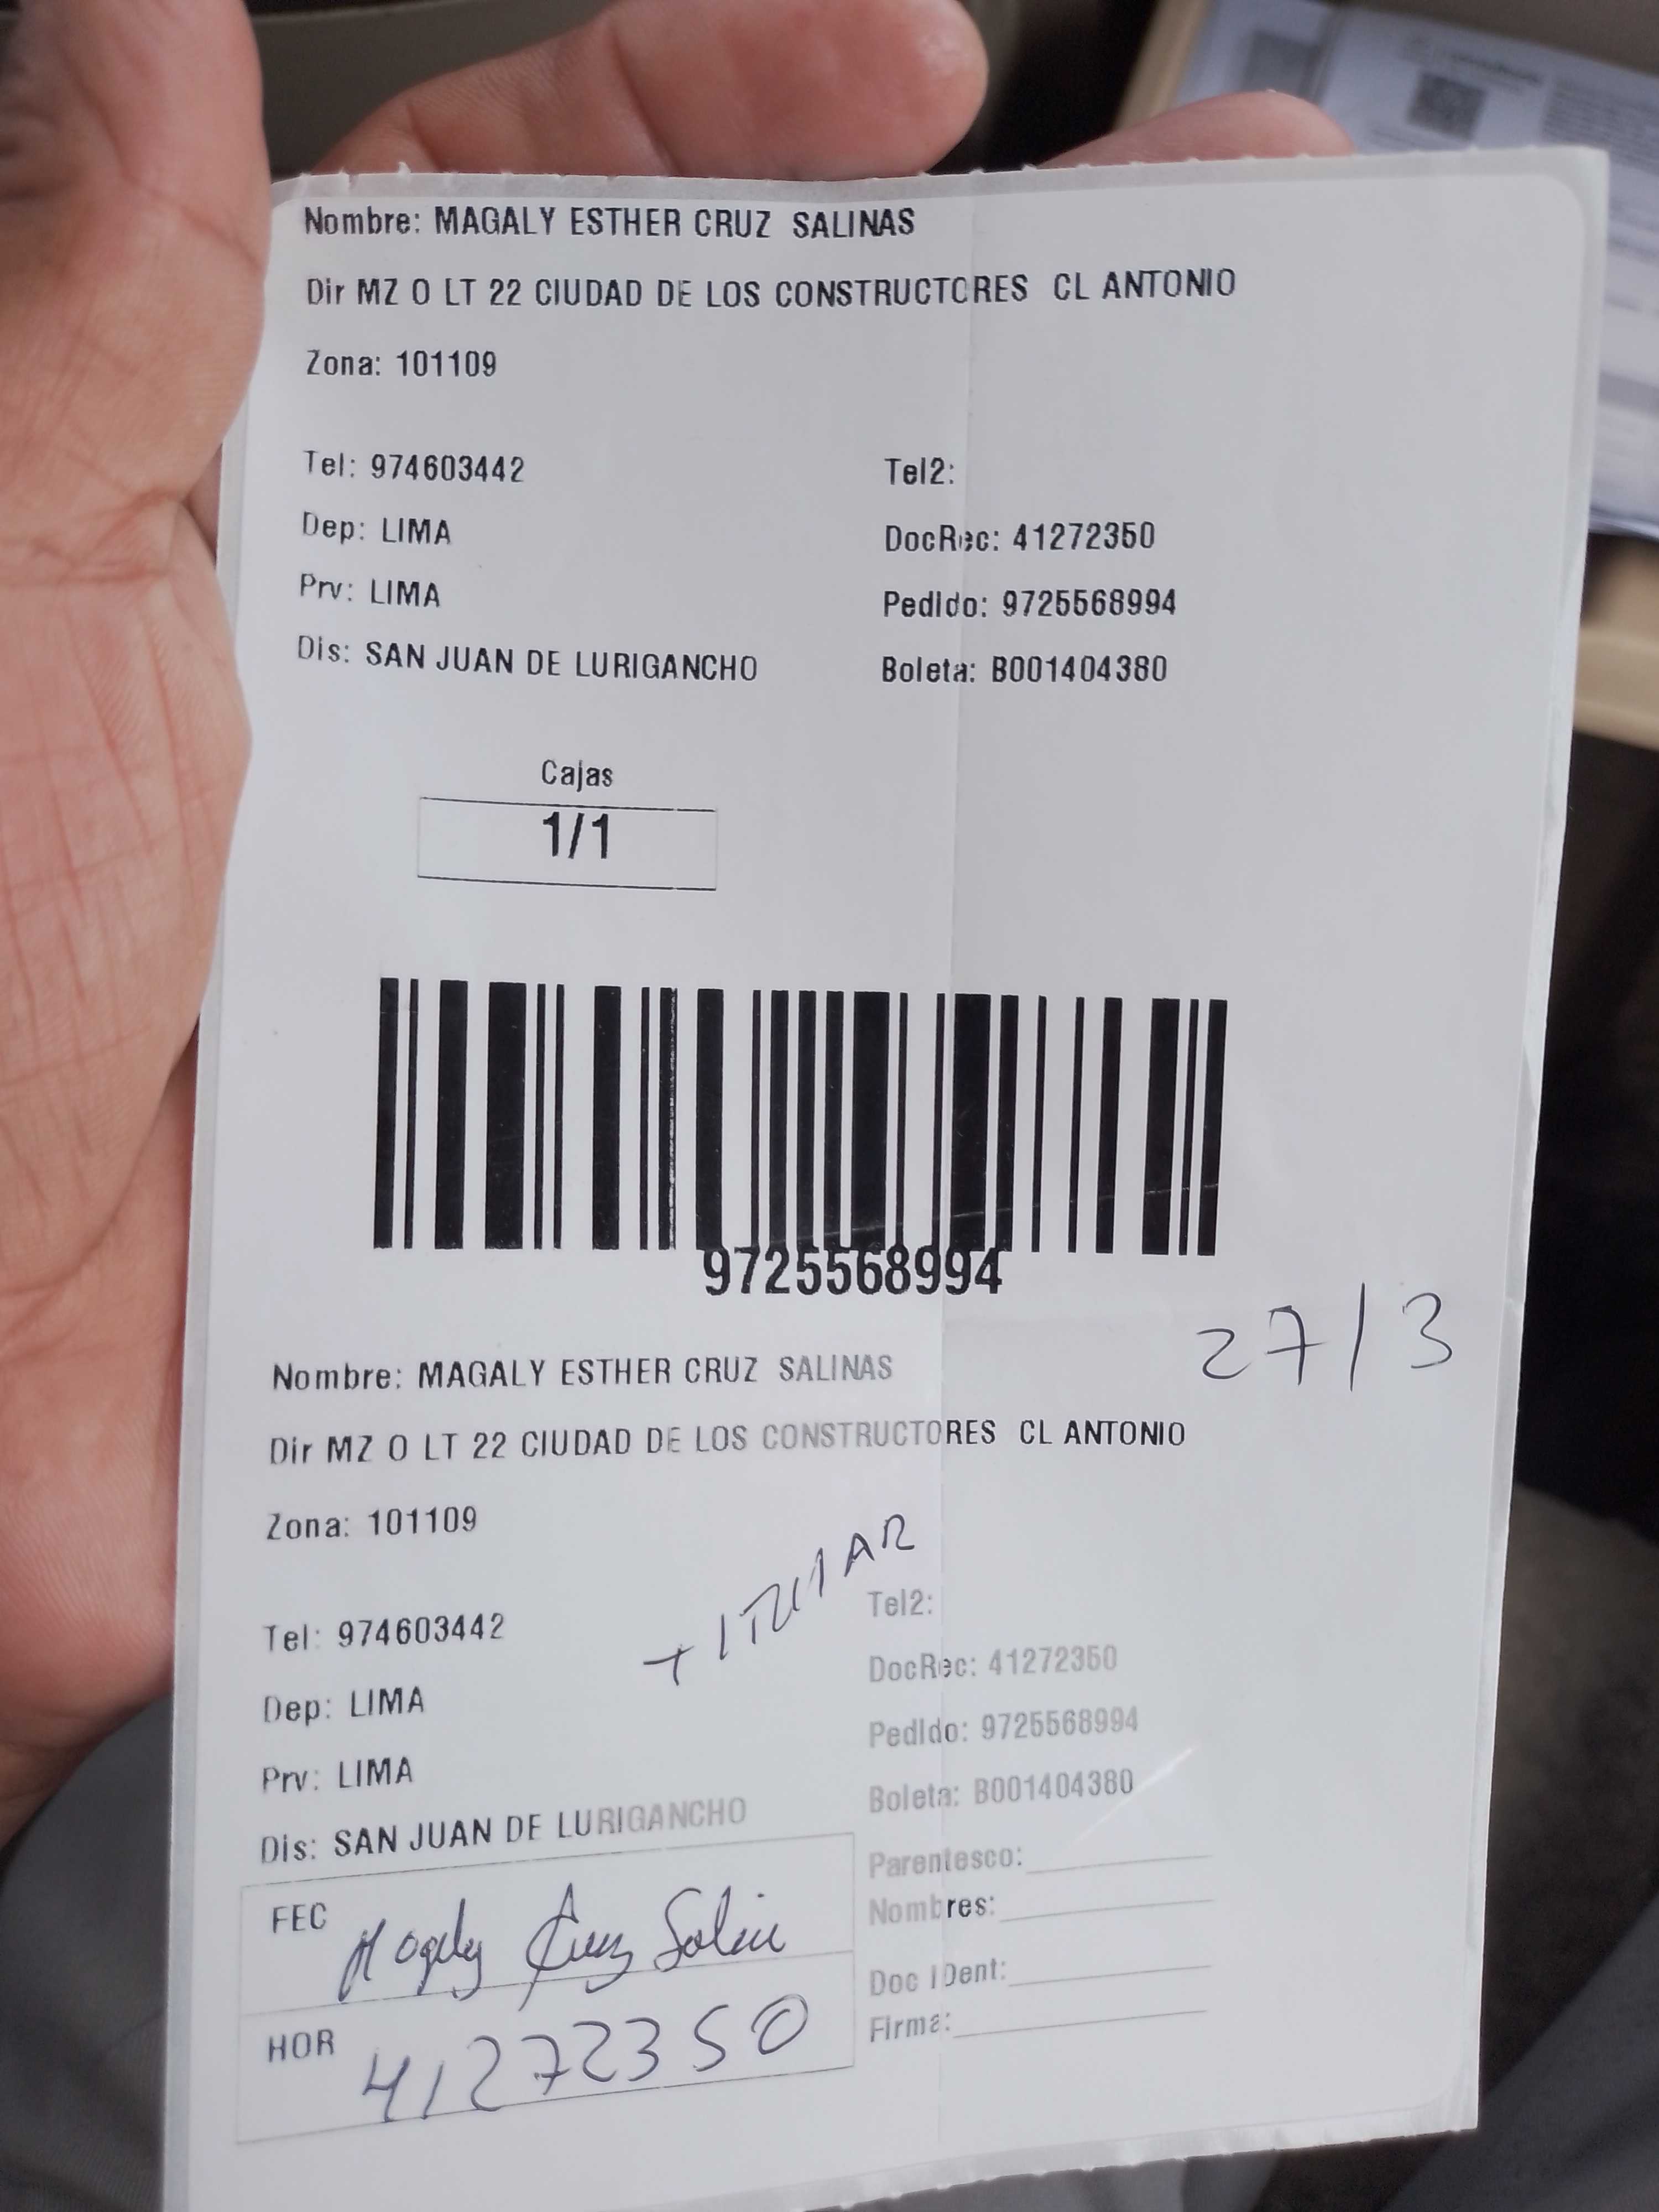 Nombre: MAGALY ESTHER CRUZ SALINAS
Dir MZ O LT 22 CIUDAD DE LOS CONSTRUCTORES CL ANTONIO
Zona: 101109
Tel: 974603442
Tel2:
Dep: LIMA
DocRec: 41272350
Prv: LIMA
PedIdo: 9725568994
Dis: SAN JUAN DE LURIGANCHO
Boleta: B001404380
Cajas
1/1
9725568994
27/3
Nombre: MAGALY ESTHER CRUZ SALINAS
Dir MZ O LT 22 CIUDAD DE LOS CONSTRUCTORES CL ANTONIO
Zona: 101109
Tel: 974603442
Tel2:
Dep: LIMA
DocRec: 41272350
Prv: LIMA
PedIdo: 9725568994
Dis: SAN JUAN DE LURIGANCHO
Boleta: B001404380
Parentesco:
FEC Magaly Cruz Salin
Nombres:
Doc IDent:
HOR 41272350
Firma: